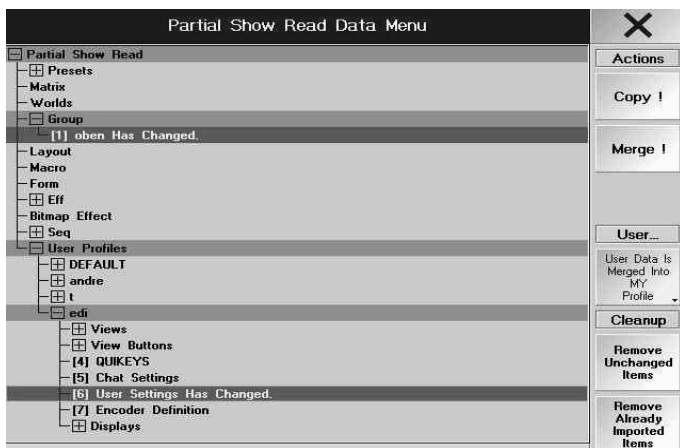 Partial Show Read Data Menu
Partial Show Read
Presets
Matrix
Worlds
Group
[1] oben Has Changed.
Layout
Macro
Form
Eff
Bitmap Effect
Seq
User Profiles
DEFAULT
andre
t
edi
Views
View Buttons
[4] QUIKEYS
[5] Chat Settings
[6] User Settings Has Changed.
[7] Encoder Definition
Displays
Actions
Copy !
Merge !
User...
User Data Is
Merged Into
MY
Profile
Cleanup
Remove
Unchanged
Items
Remove
Already
Imported
Items